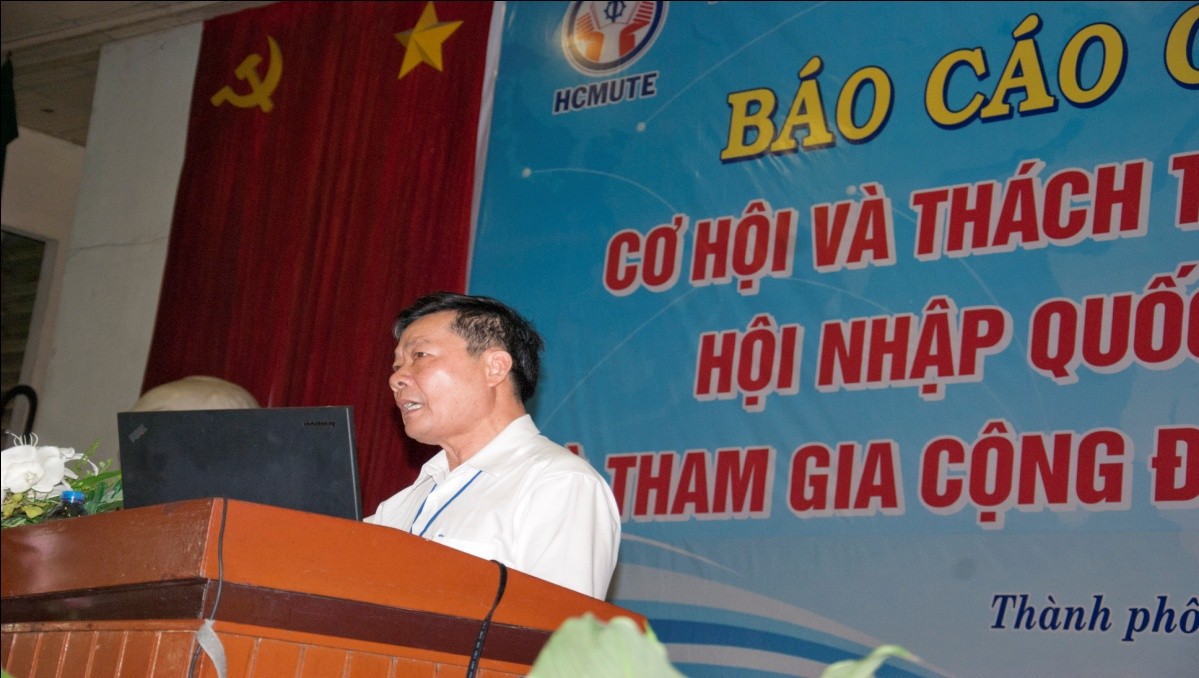 HCMUTE
BÁO CÁO
CƠ HỘI VÀ THÁCH
HỘI NHẬP QUỐC
THAM GIA CỘNG
Thành phố